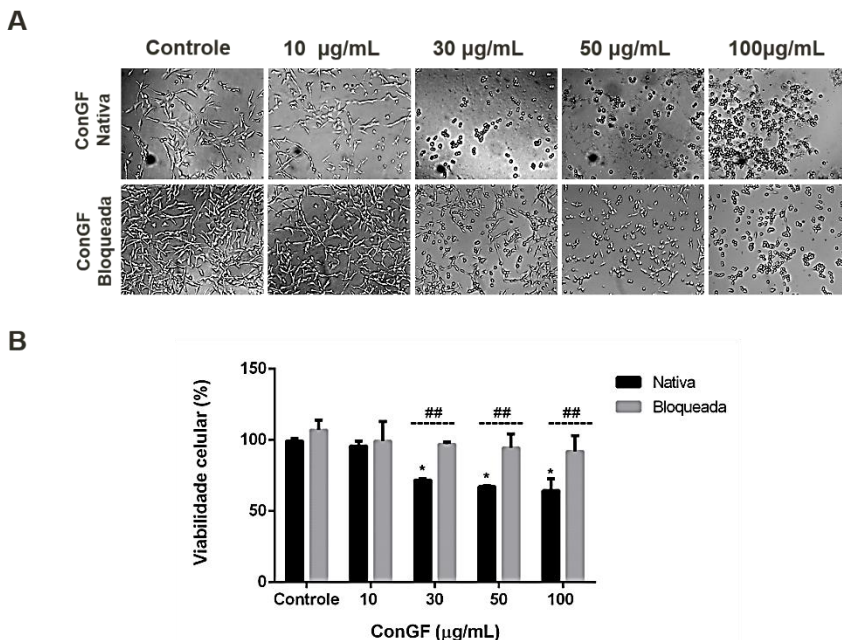 A
Controle 10 µg/mL 30 µg/mL 50 µg/mL 100µg/mL
ConGF
Nativa
ConGF
Bloqueada
B
Viabilidade celular (%)
150
100
50
0
## ## ##
* * *
Nativa
Bloqueada
Controle 10 30 50 100
ConGF (µg/mL)